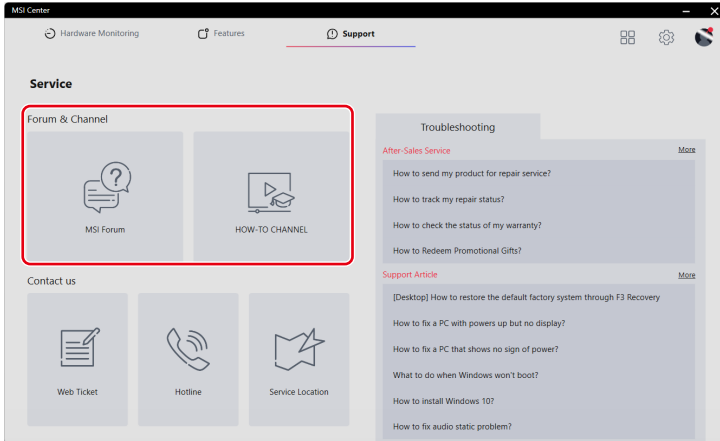 MSI Center
Hardware Monitoring
Features
Support
Service
Forum & Channel
MSI Forum
HOW-TO CHANNEL
Contact us
Web Ticket
Hotline
Service Location
Troubleshooting
After-Sales Service
More
How to send my product for repair service?
How to track my repair status?
How to check the status of my warranty?
How to Redeem Promotional Gifts?
Support Article
More
[Desktop] How to restore the default factory system through F3 Recovery
How to fix a PC with powers up but no display?
How to fix a PC that shows no sign of power?
What to do when Windows won't boot?
How to install Windows 10?
How to fix audio static problem?